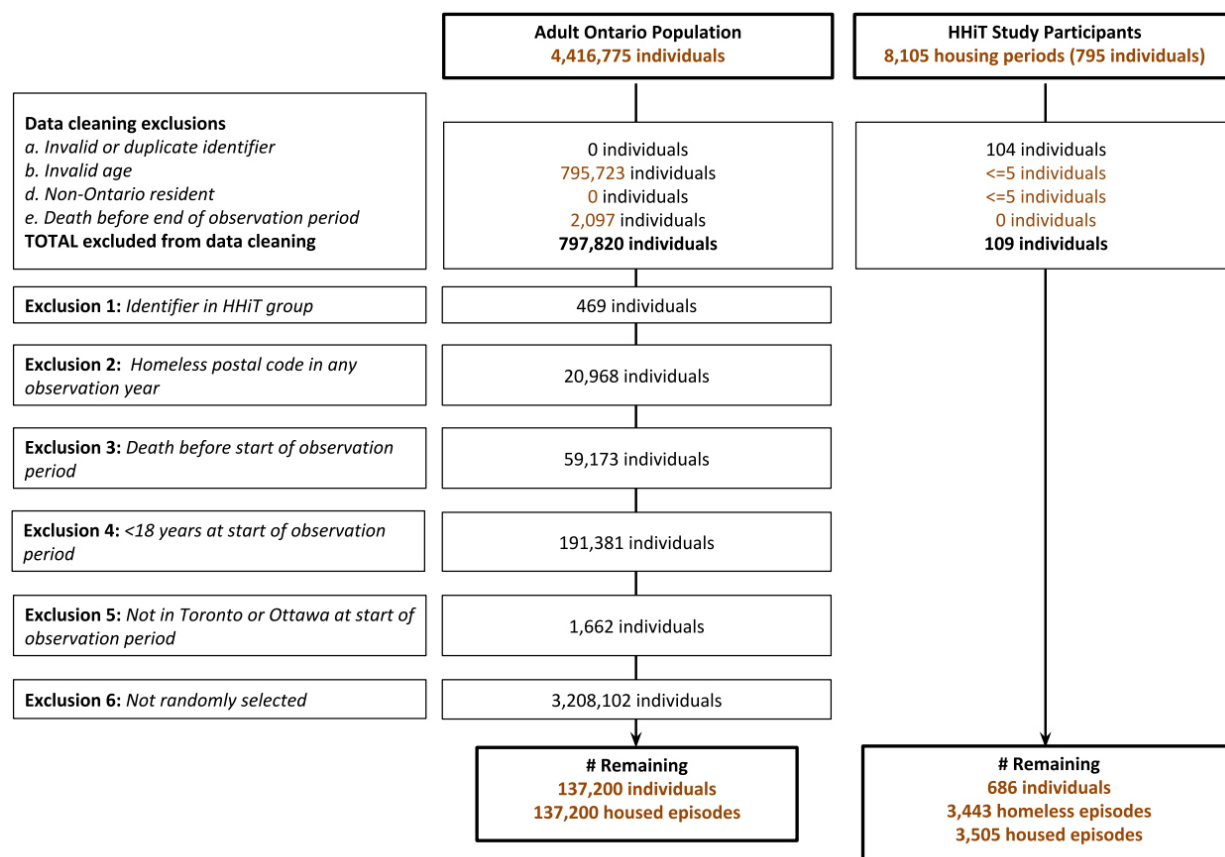 Adult Ontario Population
4,416,775 individuals
HHiT Study Participants
8,105 housing periods (795 individuals)
Data cleaning exclusions
a. Invalid or duplicate identifier
b. Invalid age
d. Non-Ontario resident
e. Death before end of observation period
TOTAL excluded from data cleaning
0 individuals
795,723 individuals
0 individuals
2,097 individuals
797,820 individuals
104 individuals
<=5 individuals
<=5 individuals
0 individuals
109 individuals
Exclusion 1: Identifier in HHiT group
469 individuals
Exclusion 2: Homeless postal code in any
observation year
20,968 individuals
Exclusion 3: Death before start of observation
period
59,173 individuals
Exclusion 4: <18 years at start of observation
period
191,381 individuals
Exclusion 5: Not in Toronto or Ottawa at start of
observation period
1,662 individuals
Exclusion 6: Not randomly selected
3,208,102 individuals
# Remaining
137,200 individuals
137,200 housed episodes
# Remaining
686 individuals
3,443 homeless episodes
3,505 housed episodes